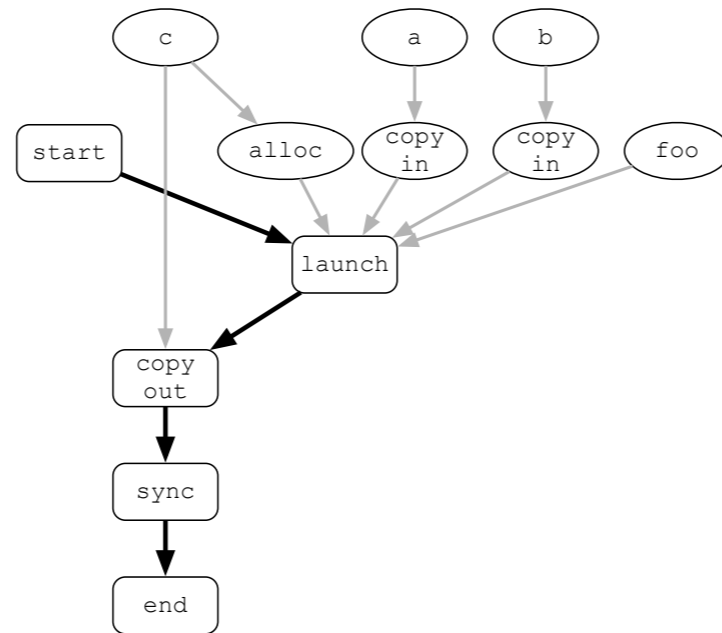 c
a
b
start
alloc
copy
in
copy
in
foo
launch
copy
out
sync
end